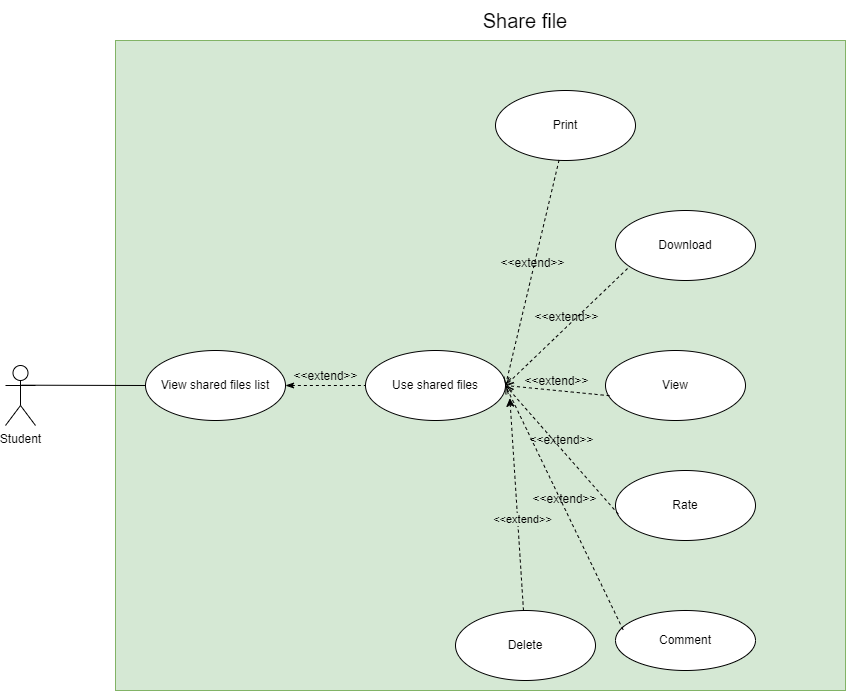 Share file
Print
<<extend>>
Download
<<extend>>
View shared files list
<<extend>>
Use shared files
<<extend>>
View
Student
<<extend>>
<<extend>>
Rate
<<extend>>
Delete
Comment